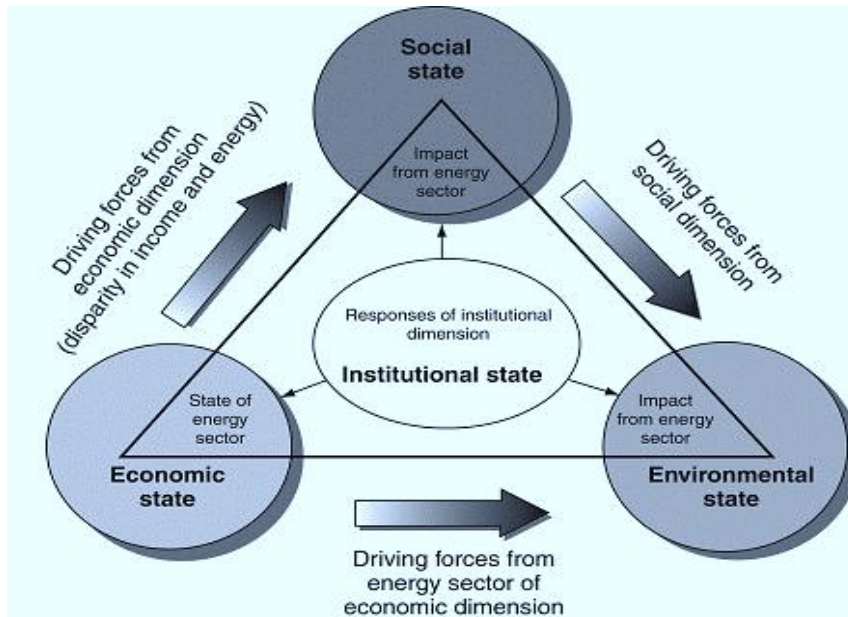 Social
state
Impact
from energy
sector
Driving forces from
economic dimension
(disparity in income and energy)
Driving forces from
social dimension
Responses of institutional
dimension
Institutional state
State of
energy
sector
Economic
state
Impact
from energy
sector
Environmental
state
Driving forces from
energy sector of
economic dimension